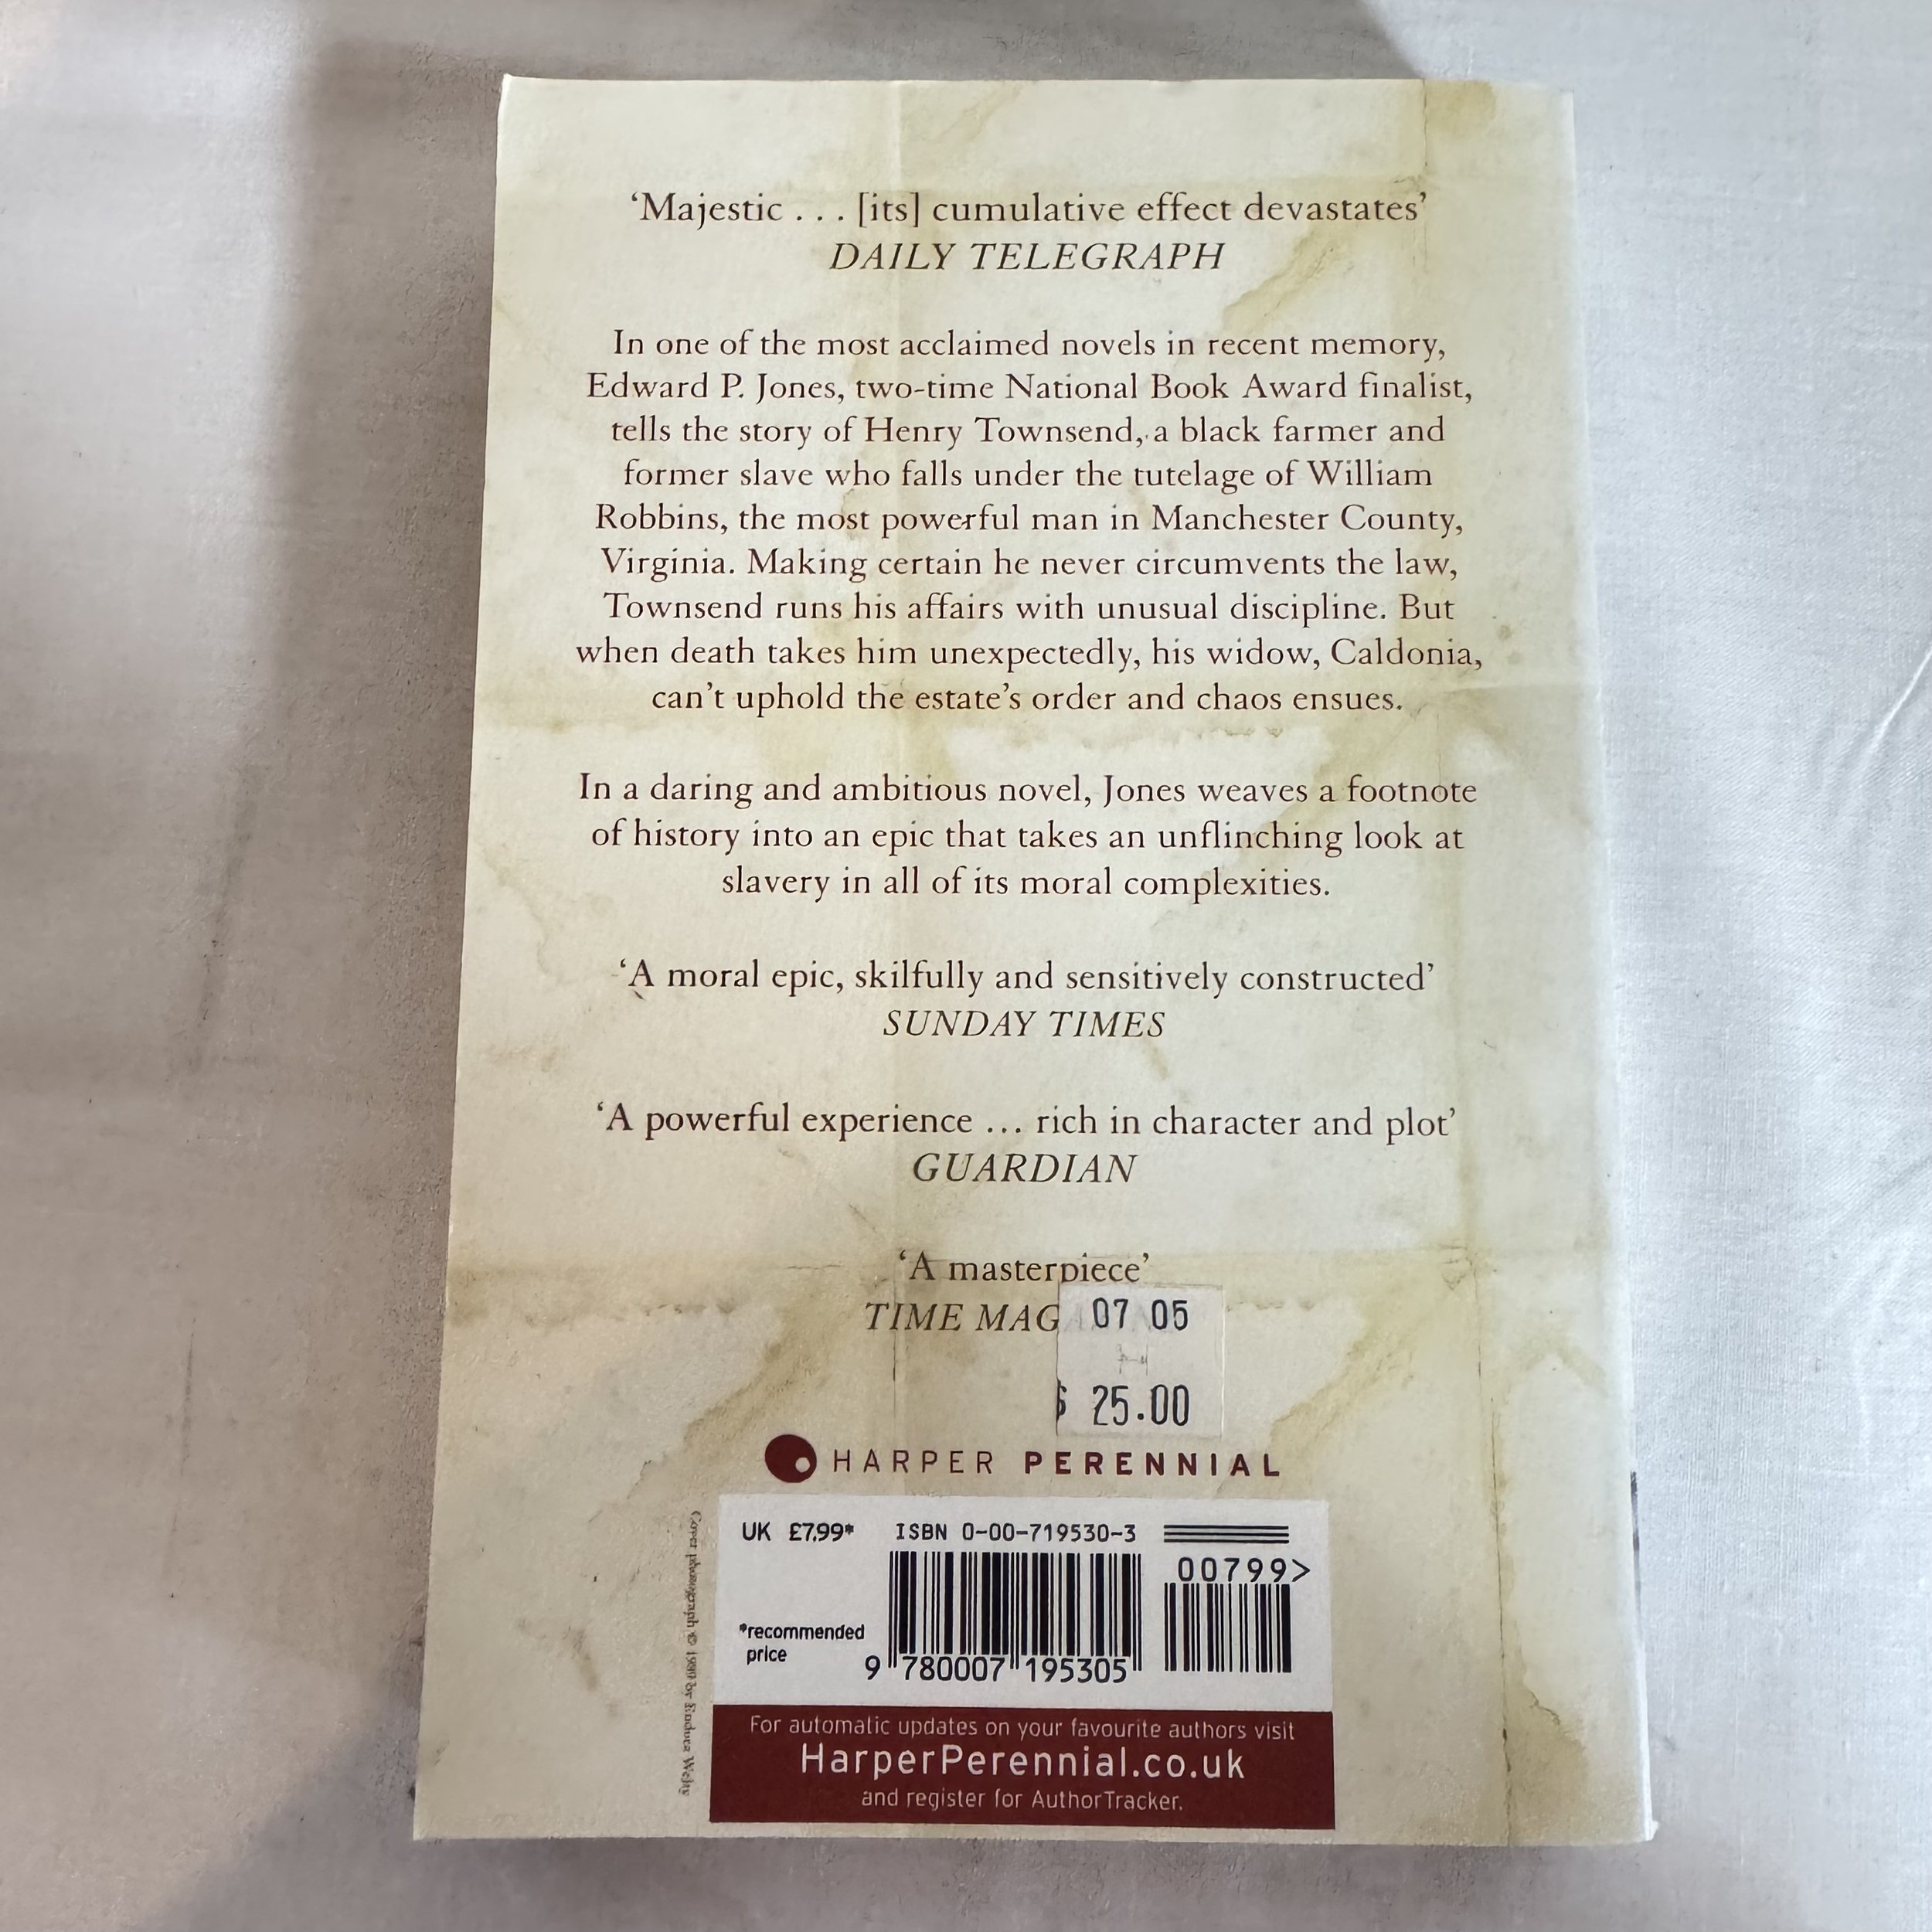 ‘Majestic . . . [its] cumulative effect devastates’
DAILY TELEGRAPH
In one of the most acclaimed novels in recent memory,
Edward P. Jones, two-time National Book Award finalist,
tells the story of Henry Townsend, a black farmer and
former slave who falls under the tutelage of William
Robbins, the most powerful man in Manchester County,
Virginia. Making certain he never circumvents the law,
Townsend runs his affairs with unusual discipline. But
when death takes him unexpectedly, his widow, Caldonia,
can’t uphold the estate’s order and chaos ensues.
In a daring and ambitious novel, Jones weaves a footnote
of history into an epic that takes an unflinching look at
slavery in all of its moral complexities.
‘A moral epic, skilfully and sensitively constructed’
SUNDAY TIMES
‘A powerful experience ... rich in character and plot’
GUARDIAN
‘A masterpiece’
TIME MAG
07 05
$ 25.00
HARPER PERENNIAL
UK £7.99*
ISBN 0-00-719530-3
00799>
*recommended
price
9 780007 195305
Cover photograph © 1989 by Eudora Welty
For automatic updates on your favourite authors visit
HarperPerennial.co.uk
and register for AuthorTracker.